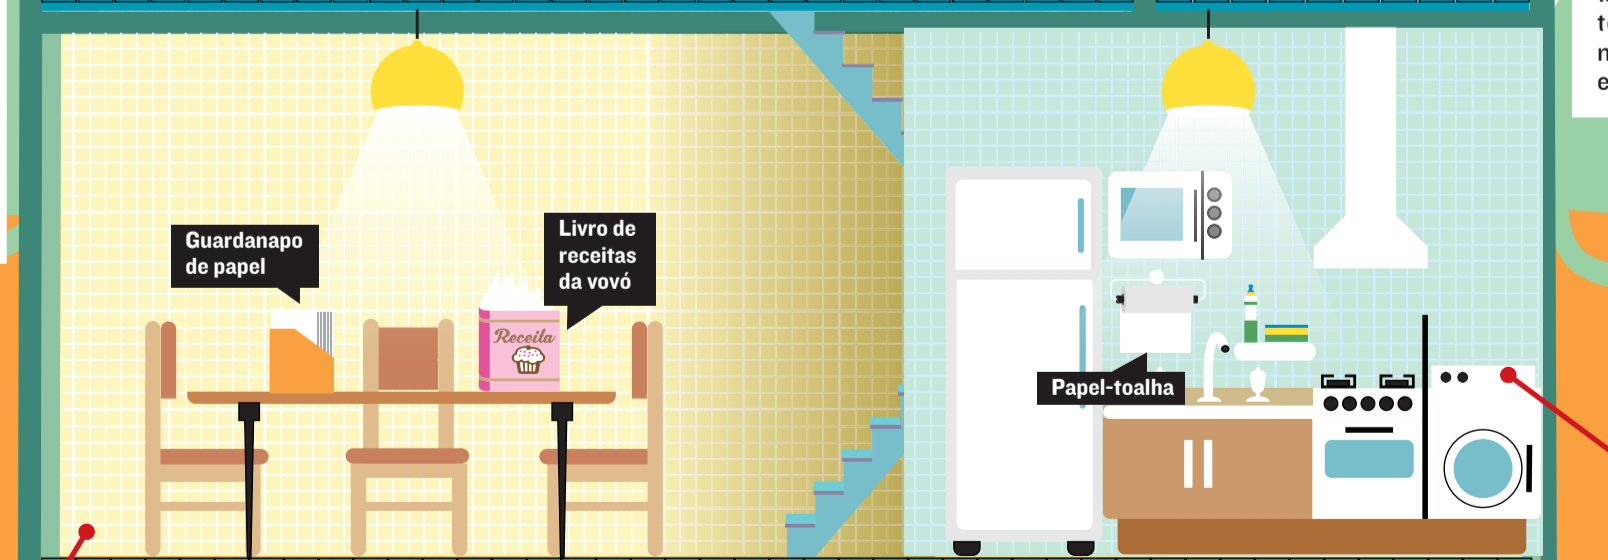 Guardanapo
de papel
Livro de
receitas
da vovó
Receita
Papel-toalha